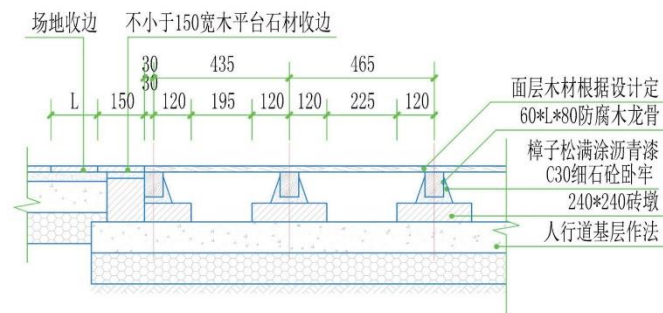 场地收边
不小于150宽木平台石材收边
30
435
465
30
L
150
120
195
120
120
225
120
面层木材根据设计定
60*L*80防腐木龙骨
樟子松满涂沥青漆
C30细石砼卧牢
240*240砖墩
人行道基层作法